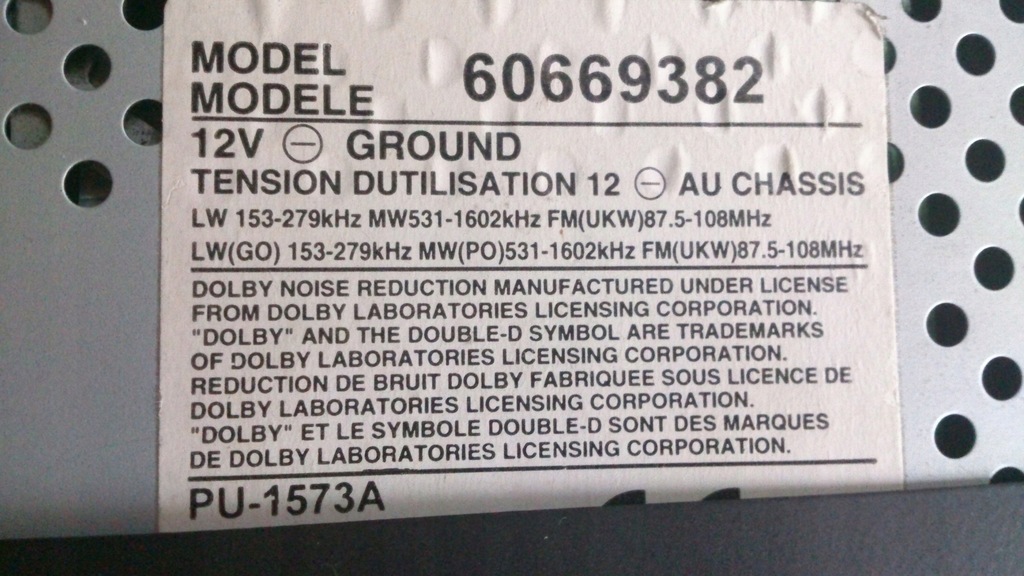 MODEL
MODELE 60669382
12V ⊖ GROUND
TENSION DUTILISATION 12 ⊖ AU CHASSIS
LW 153-279kHz MW531-1602kHz FM(UKW)87.5-108MHz
LW(GO) 153-279kHz MW(PO)531-1602kHz FM(UKW)87.5-108MHz
DOLBY NOISE REDUCTION MANUFACTURED UNDER LICENSE
FROM DOLBY LABORATORIES LICENSING CORPORATION.
"DOLBY" AND THE DOUBLE-D SYMBOL ARE TRADEMARKS
OF DOLBY LABORATORIES LICENSING CORPORATION.
REDUCTION DE BRUIT DOLBY FABRIQUEE SOUS LICENCE DE
DOLBY LABORATORIES LICENSING CORPORATION.
"DOLBY" ET LE SYMBOLE DOUBLE-D SONT DES MARQUES
DE DOLBY LABORATORIES LICENSING CORPORATION.
PU-1573A